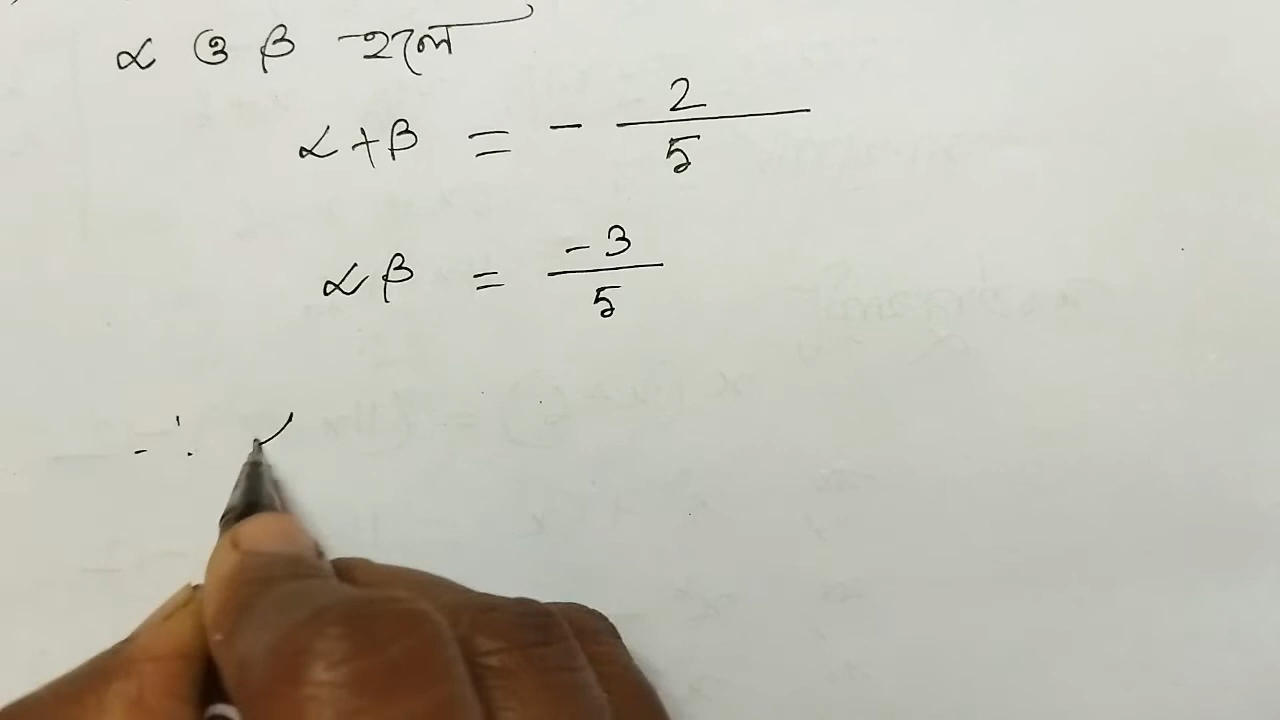 α ও β হলে
α+β = - 2/5
αβ = -3/5
∴